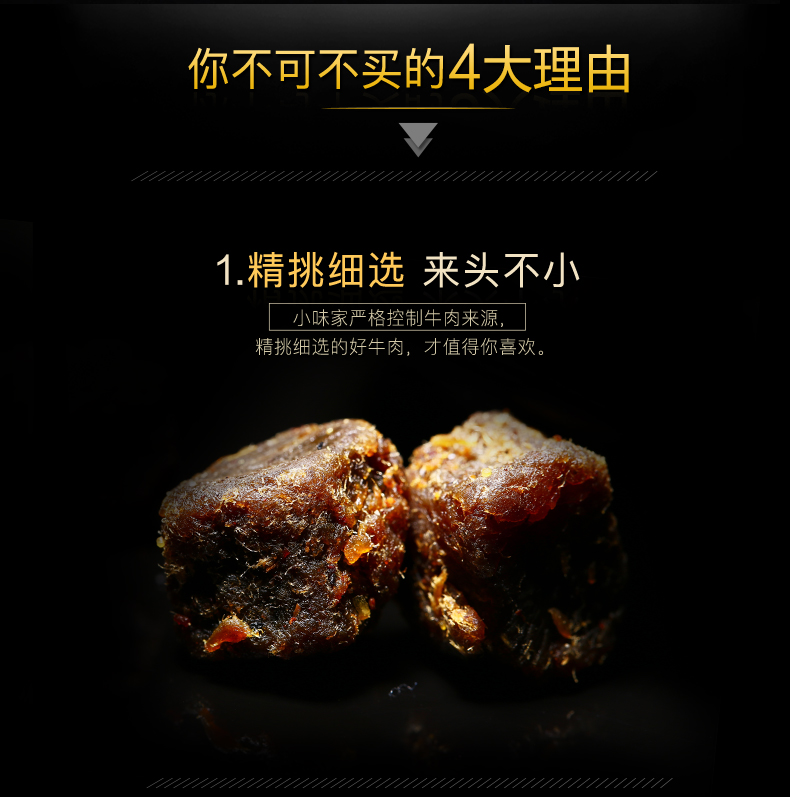 你不可不买的4大理由
1.精挑细选 来头不小
小味家严格控制牛肉来源，
精挑细选的好牛肉，才值得你喜欢。